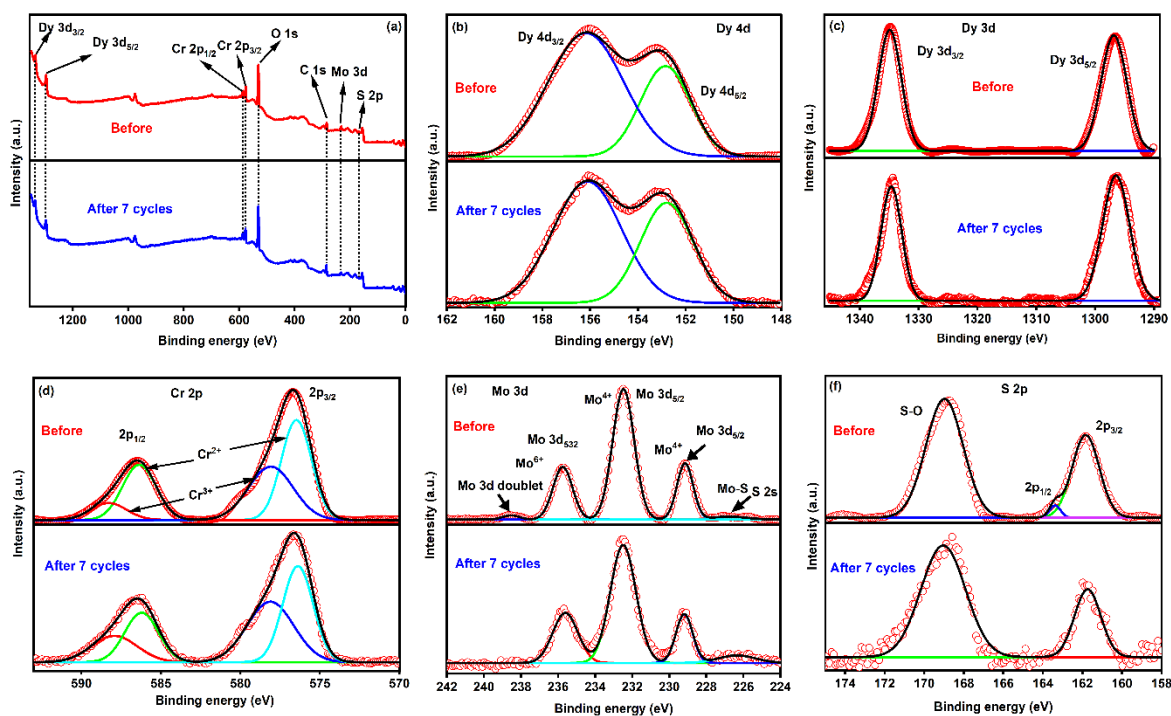 (a)
Dy 3d3/2
Dy 3d5/2
Cr 2p1/2
Cr 2p3/2
O 1s
C 1s
Mo 3d
S 2p
Before
After 7 cycles
Intensity (a.u.)
1200 1000 800 600 400 200 0
Binding energy (eV)
(b)
Dy 4d
Dy 4d3/2
Dy 4d5/2
Before
After 7 cycles
Intensity (a.u.)
162 160 158 156 154 152 150 148
Binding energy (eV)
(c)
Dy 3d
Dy 3d3/2
Dy 3d5/2
Before
After 7 cycles
Intensity (a.u.)
1340 1330 1300 1295 1290
Binding energy (eV)
(d)
Cr 2p
2p3/2
2p1/2
Before
Cr2+
Cr3+
After 7 cycles
Intensity (a.u.)
590 585 580 575 570
Binding energy (eV)
(e)
Mo 3d
Mo4+
Mo 3d5/2
Before
Mo 3d532
Mo6+
Mo4+
Mo 3d5/2
Mo 3d doublet
Mo-S
S 2s
After 7 cycles
Intensity (a.u.)
242 240 238 236 234 232 230 228 226 224
Binding energy (eV)
(f)
S 2p
S-O
2p3/2
Before
2p1/2
After 7 cycles
Intensity (a.u.)
174 172 170 168 166 164 162 160 158
Binding energy (eV)